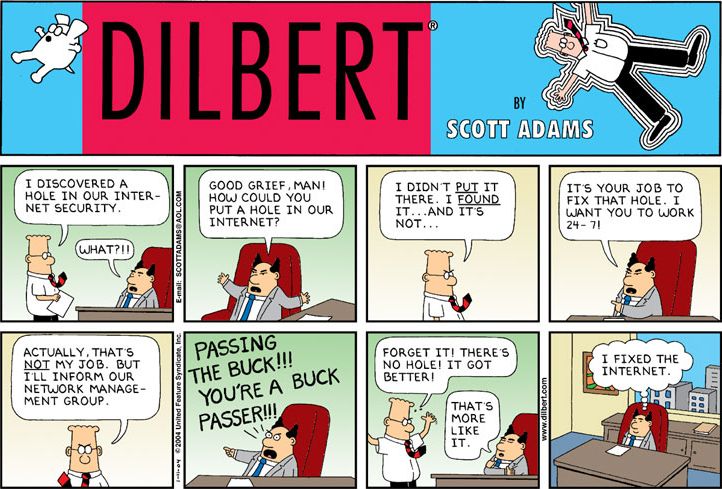 DILBERT®
BY
SCOTT ADAMS
I DISCOVERED A
HOLE IN OUR INTER-
NET SECURITY.
WHAT?!!
E-mail: SCOTTADAMS@AOL.COM
GOOD GRIEF, MAN!
HOW COULD YOU
PUT A HOLE IN OUR
INTERNET?
I DIDN'T PUT IT
THERE. I FOUND
IT...AND IT'S
NOT...
IT'S YOUR JOB TO
FIX THAT HOLE. I
WANT YOU TO WORK
24-7!
ACTUALLY, THAT'S
NOT MY JOB. BUT
I'LL INFORM OUR
NETWORK MANAGE-
MENT GROUP.
1-11-04 © 2004 United Feature Syndicate, Inc.
PASSING
THE BUCK!!!
YOU'RE A BUCK
PASSER!!!
FORGET IT! THERE'S
NO HOLE! IT GOT
BETTER!
THAT'S
MORE
LIKE
IT.
www.dilbert.com
I FIXED THE
INTERNET.